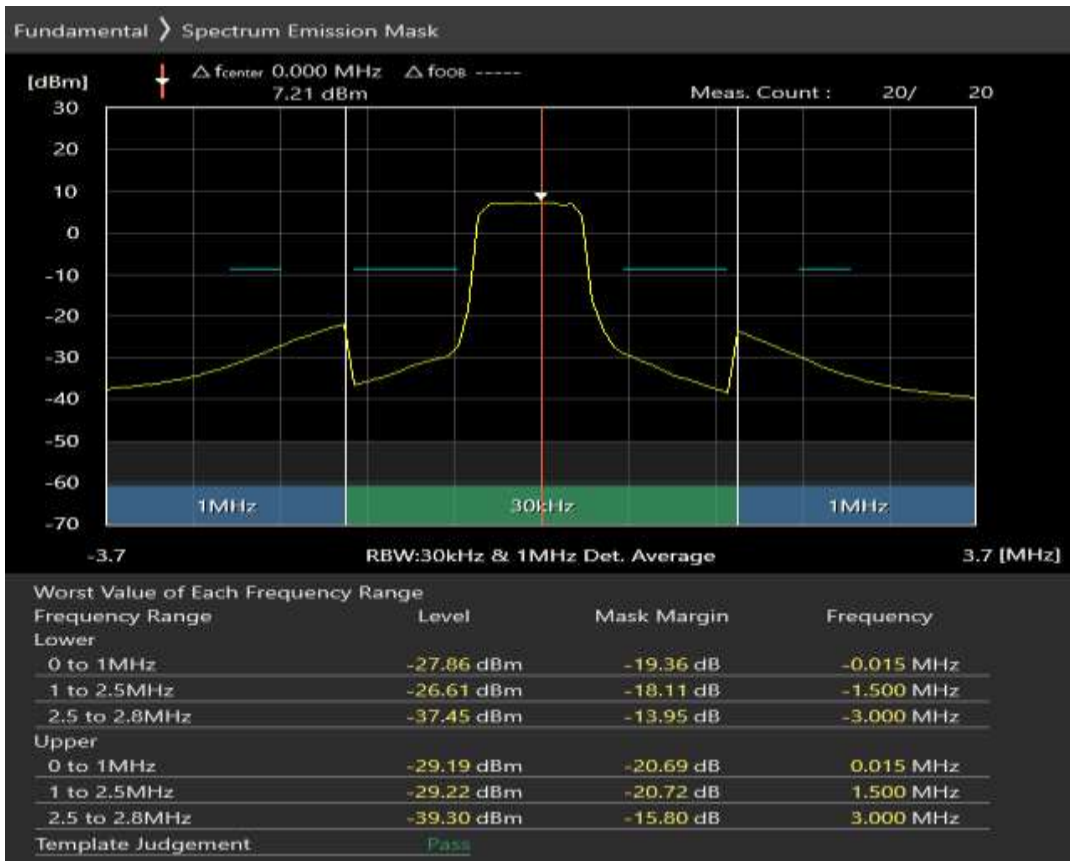 Fundamental 〉 Spectrum Emission Mask
[dBm] Δ fcenter 0.000 MHz Δ fOOB -----
7.21 dBm Meas. Count : 20/ 20
30
20
10
0
-10
-20
-30
-40
-50
-60
-70
1MHz 30kHz 1MHz
-3.7 RBW:30kHz & 1MHz Det. Average 3.7 [MHz]
Worst Value of Each Frequency Range
Frequency Range Level Mask Margin Frequency
Lower
0 to 1MHz -27.86 dBm -19.36 dB -0.015 MHz
1 to 2.5MHz -26.61 dBm -18.11 dB -1.500 MHz
2.5 to 2.8MHz -37.45 dBm -13.95 dB -3.000 MHz
Upper
0 to 1MHz -29.19 dBm -20.69 dB 0.015 MHz
1 to 2.5MHz -29.22 dBm -20.72 dB 1.500 MHz
2.5 to 2.8MHz -39.30 dBm -15.80 dB 3.000 MHz
Template Judgement Pass